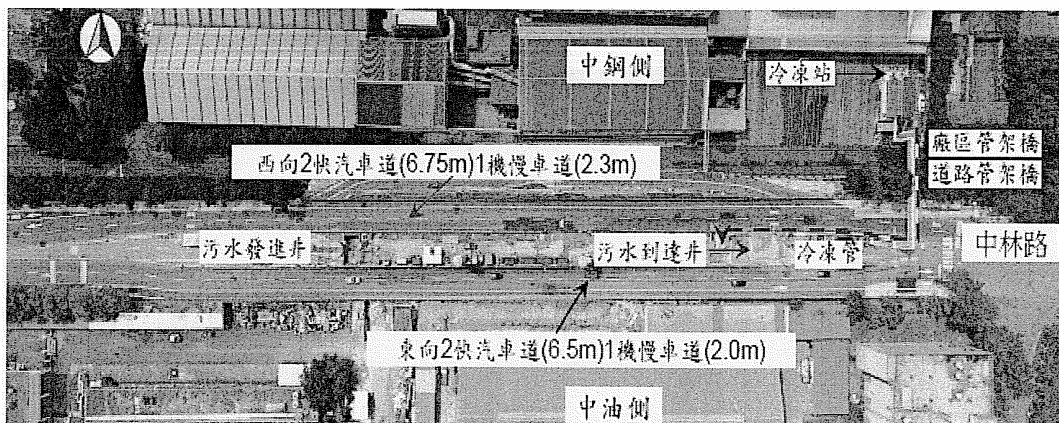 中鋼側
冷凍站
廠區管架橋
道路管架橋
西向2快汽車道(6.75m)1機慢車道(2.3m)
污水發進井
污水到達井
冷凍管
中林路
東向2快汽車道(6.5m)1機慢車道(2.0m)
中油側